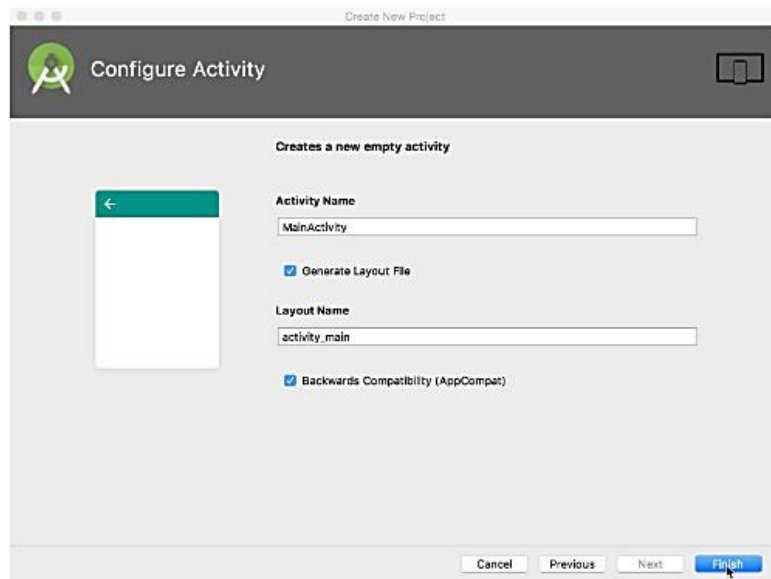 Create New Project
Configure Activity
Creates a new empty activity
Activity Name
MainActivity
Generate Layout File
Layout Name
activity_main
Backwards Compatibility (AppCompat)
Cancel Previous Next Finish